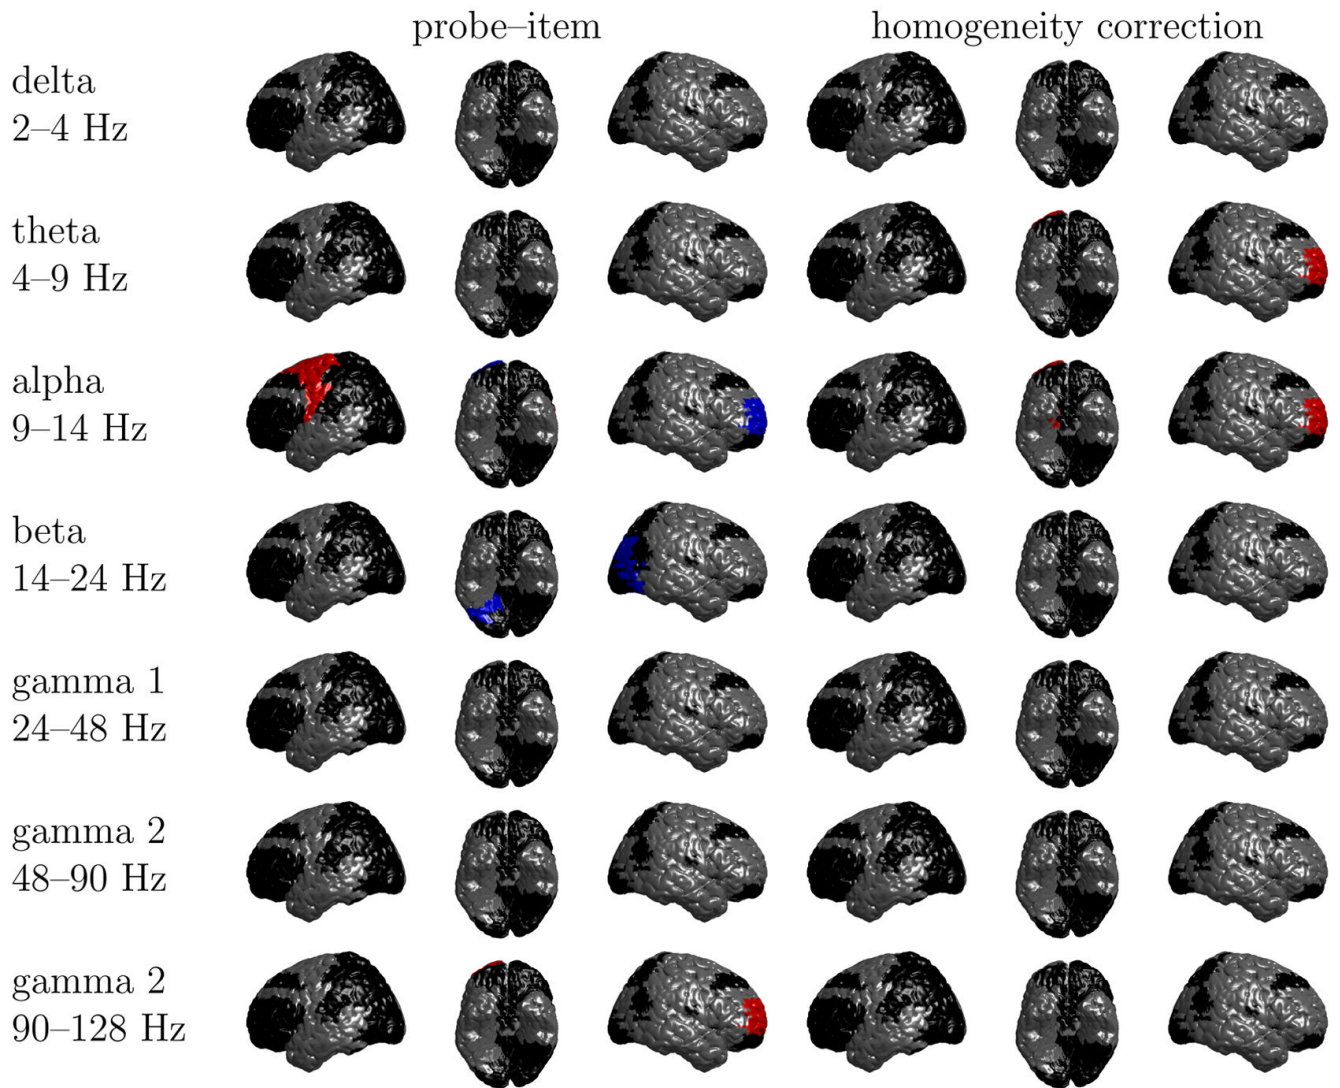 probe–item homogeneity correction
delta
2–4 Hz
theta
4–9 Hz
alpha
9–14 Hz
beta
14–24 Hz
gamma 1
24–48 Hz
gamma 2
48–90 Hz
gamma 2
90–128 Hz